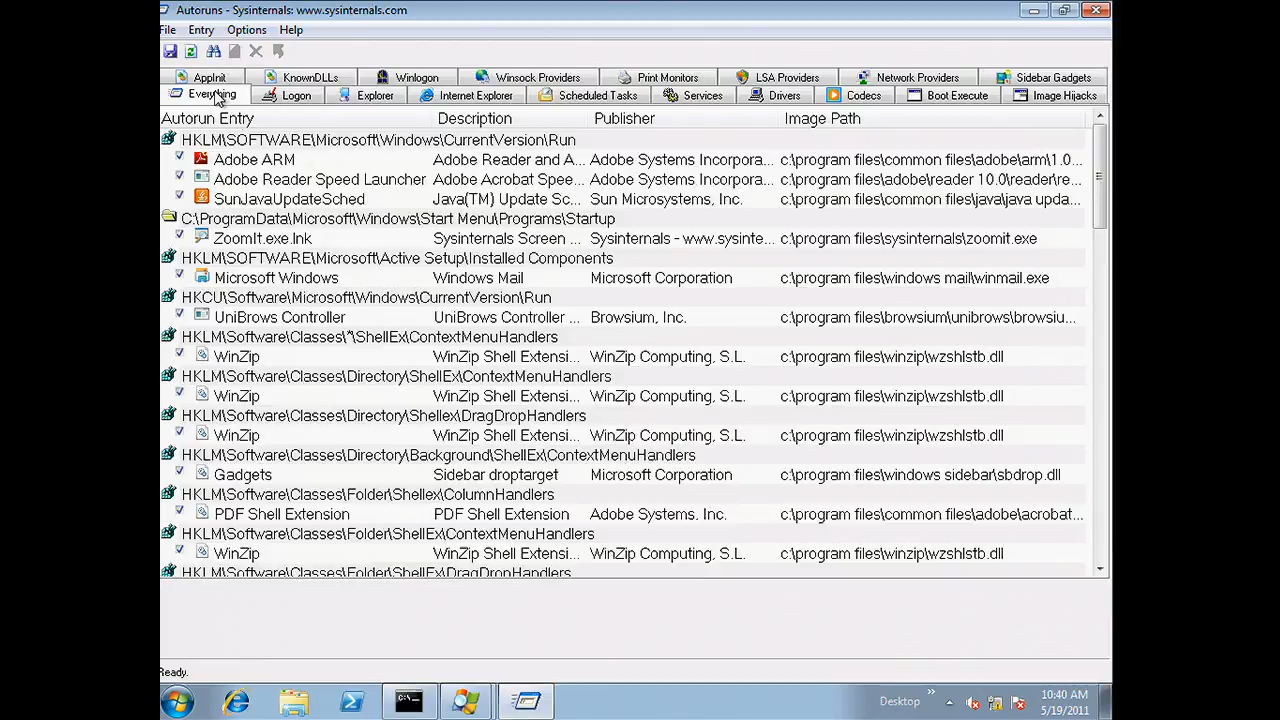 Autoruns - Sysinternals: www.sysinternals.com
File Entry Options Help
AppInit KnownDLLs Winlogon Winsock Providers Print Monitors LSA Providers Network Providers Sidebar Gadgets
Everything Logon Explorer Internet Explorer Scheduled Tasks Services Drivers Codecs Boot Execute Image Hijacks
Autorun Entry Description Publisher Image Path
HKLM\SOFTWARE\Microsoft\Windows\CurrentVersion\Run
Adobe ARM Adobe Reader and A... Adobe Systems Incorpora... c:\program files\common files\adobe\arm\1.0...
Adobe Reader Speed Launcher Adobe Acrobat Spee... Adobe Systems Incorpora... c:\program files\adobe\reader 10.0\reader\re...
SunJavaUpdateSched Java(TM) Update Sc... Sun Microsystems, Inc. c:\program files\common files\java\java upda...
C:\ProgramData\Microsoft\Windows\Start Menu\Programs\Startup
ZoomIt.exe.lnk Sysinternals Screen ... Sysinternals - www.sysinte... c:\program files\sysinternals\zoomit.exe
HKLM\SOFTWARE\Microsoft\Active Setup\Installed Components
Microsoft Windows Windows Mail Microsoft Corporation c:\program files\windows mail\winmail.exe
HKCU\Software\Microsoft\Windows\CurrentVersion\Run
UniBrows Controller UniBrows Controller ... Browsium, Inc. c:\program files\browsium\unibrows\browsiu...
HKLM\Software\Classes\*\ShellEx\ContextMenuHandlers
WinZip WinZip Shell Extensi... WinZip Computing, S.L. c:\program files\winzip\wzshlstb.dll
HKLM\Software\Classes\Directory\ShellEx\ContextMenuHandlers
WinZip WinZip Shell Extensi... WinZip Computing, S.L. c:\program files\winzip\wzshlstb.dll
HKLM\Software\Classes\Directory\Shellex\DragDropHandlers
WinZip WinZip Shell Extensi... WinZip Computing, S.L. c:\program files\winzip\wzshlstb.dll
HKLM\Software\Classes\Directory\Background\ShellEx\ContextMenuHandlers
Gadgets Sidebar droptarget Microsoft Corporation c:\program files\windows sidebar\sbdrop.dll
HKLM\Software\Classes\Folder\Shellex\ColumnHandlers
PDF Shell Extension PDF Shell Extension Adobe Systems, Inc. c:\program files\common files\adobe\acrobat...
HKLM\Software\Classes\Folder\ShellEx\ContextMenuHandlers
WinZip WinZip Shell Extensi... WinZip Computing, S.L. c:\program files\winzip\wzshlstb.dll
HKLM\Software\Classes\Folder\ShellEx\DragDropHandlers
Ready.
Desktop »
10:40 AM
5/19/2011